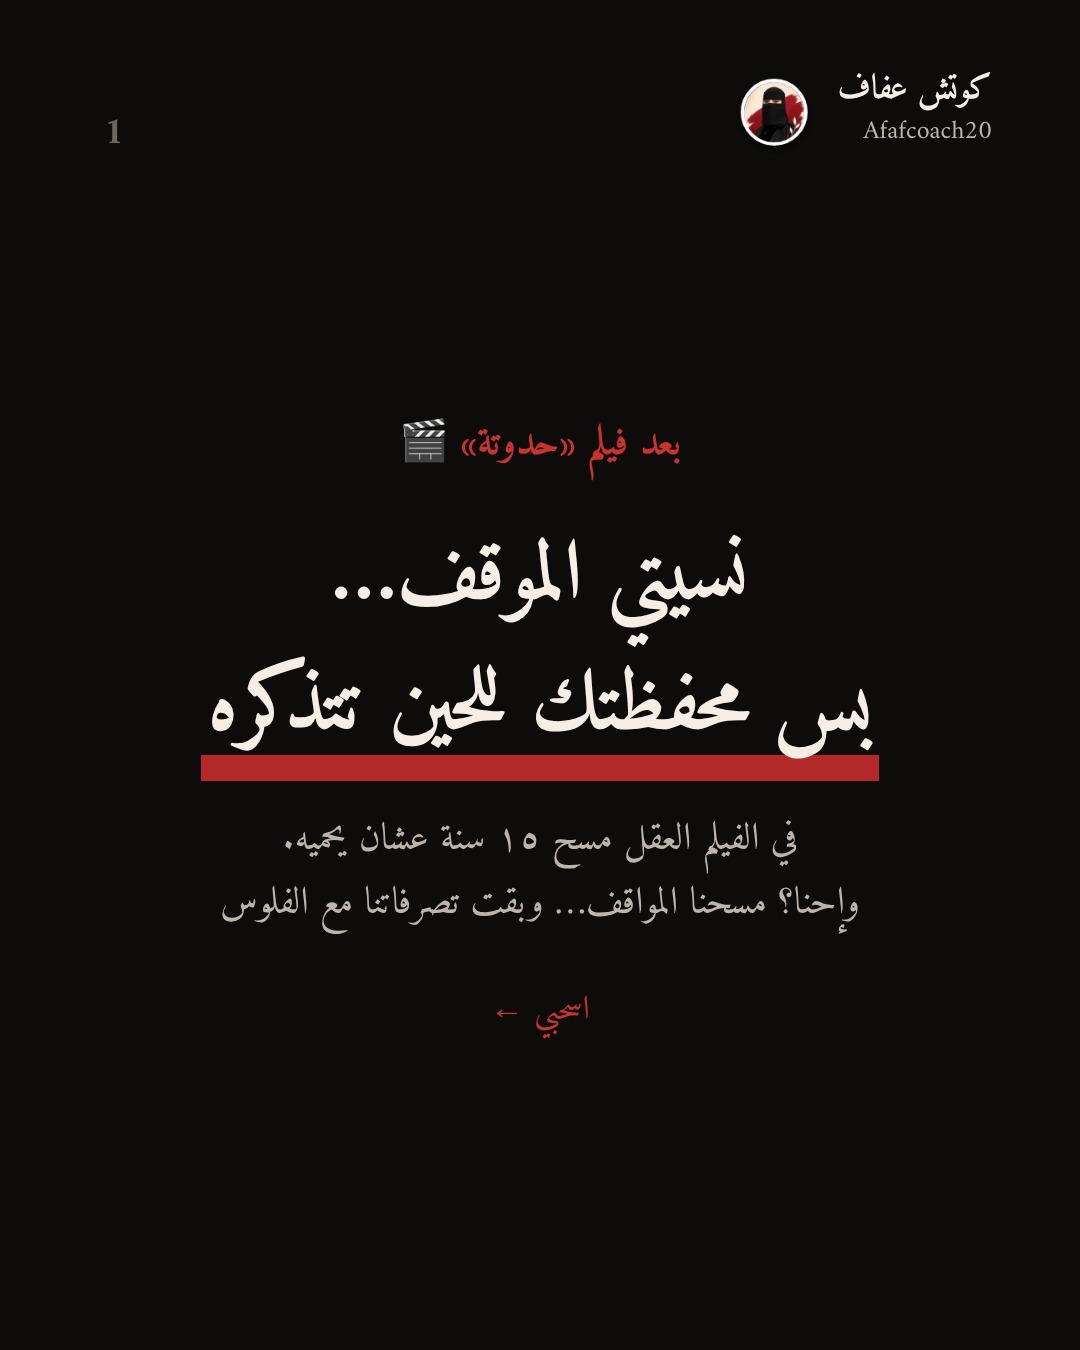 كوتش عفاف
Afafcoach20
1
بعد فيلم «حدوتة» 🎬
نسيتي الموقف...
بس محفظتك للحين تتذكره
في الفيلم العقل مسح ١٥ سنة عشان يحميه.
وإحنا؟ مسحنا المواقف... وبقت تصرفاتنا مع الفلوس
اسحبي ←